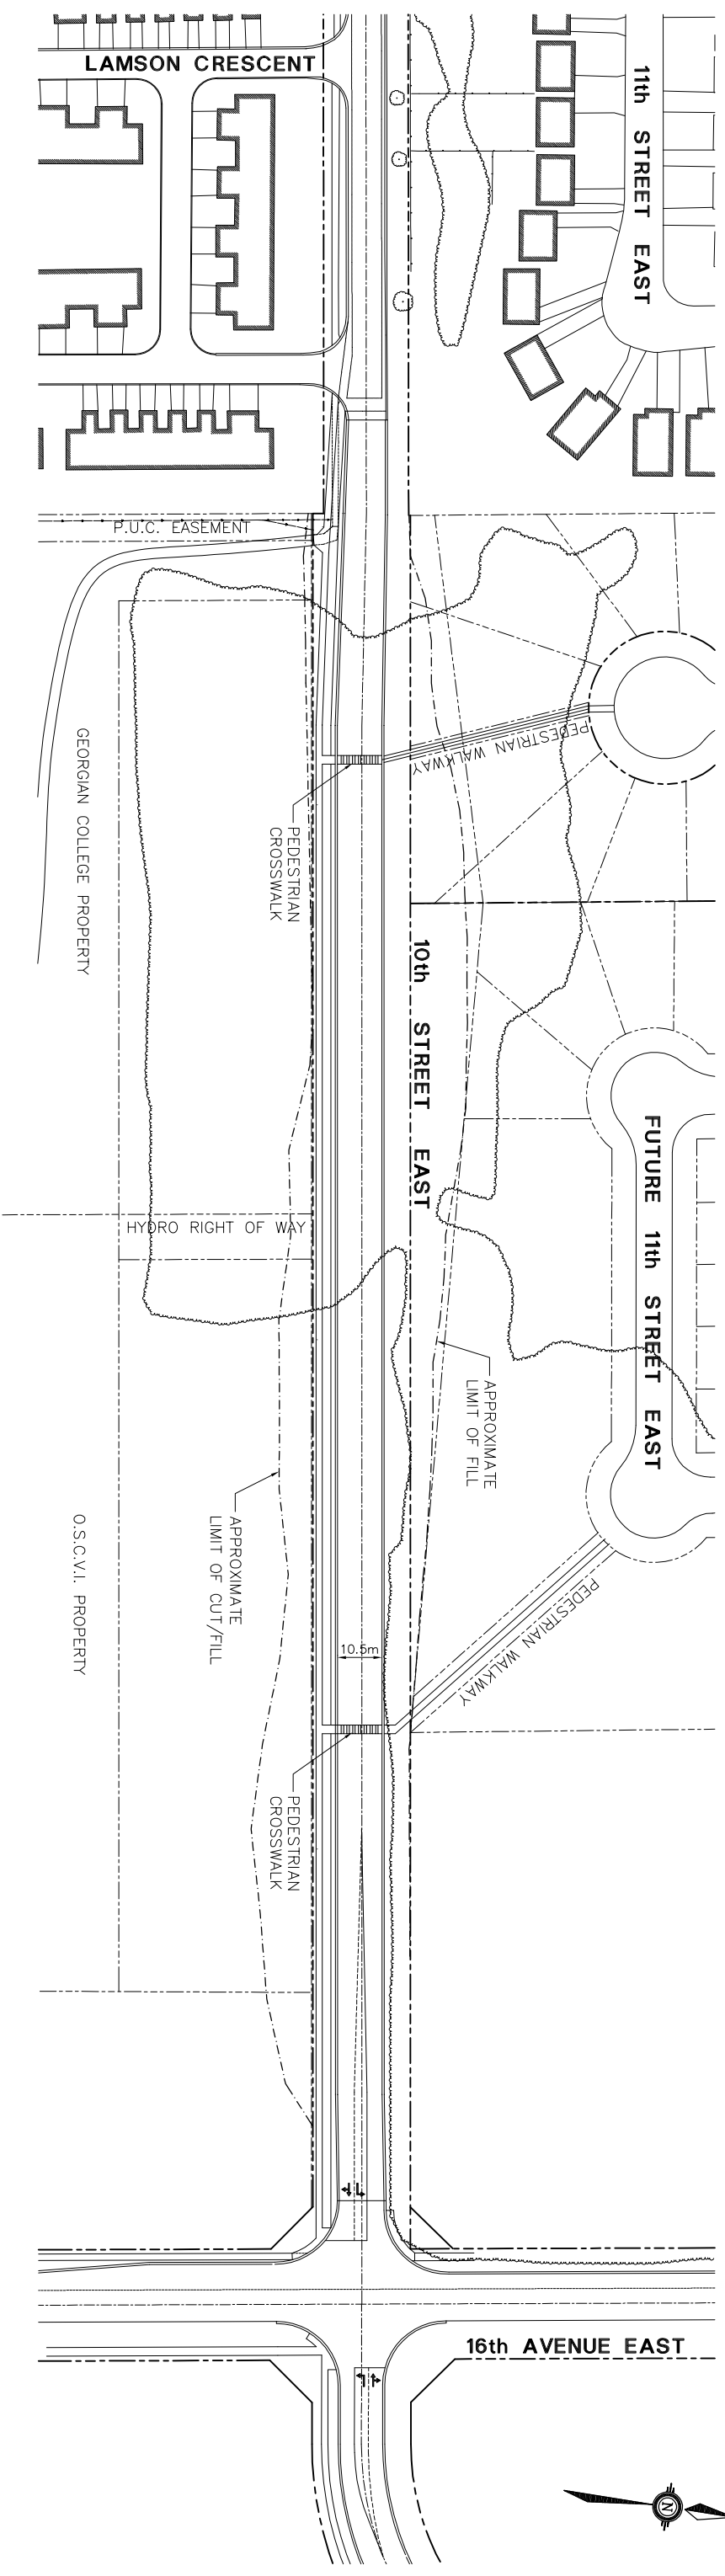 LAMSON CRESCENT
11th STREET EAST
P.U.C. EASEMENT
PEDESTRIAN WALKWAY
GEORGIAN COLLEGE PROPERTY
PEDESTRIAN
CROSSWALK
10th STREET EAST
FUTURE 11th STREET EAST
HYDRO RIGHT OF WAY
APPROXIMATE
LIMIT OF FILL
APPROXIMATE
LIMIT OF CUT/FILL
O.S.C.V.I. PROPERTY
PEDESTRIAN WALKWAY
10.5m
PEDESTRIAN
CROSSWALK
16th AVENUE EAST
N